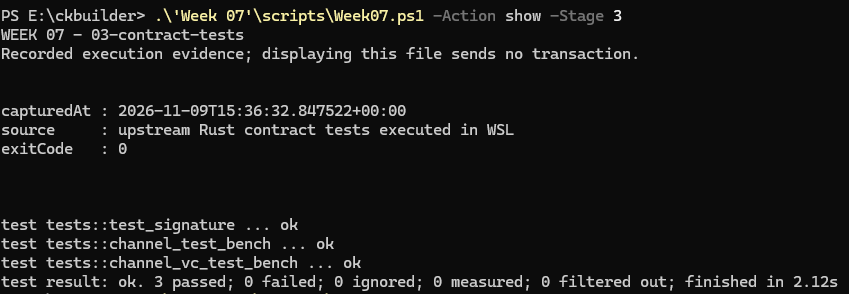 PS E:\ckbuilder> .\'Week 07'\scripts\Week07.ps1 -Action show -Stage 3
WEEK 07 - 03-contract-tests
Recorded execution evidence; displaying this file sends no transaction.
capturedAt : 2026-11-09T15:36:32.847522+00:00
source     : upstream Rust contract tests executed in WSL
exitCode   : 0
test tests::test_signature ... ok
test tests::channel_test_bench ... ok
test tests::channel_vc_test_bench ... ok
test result: ok. 3 passed; 0 failed; 0 ignored; 0 measured; 0 filtered out; finished in 2.12s